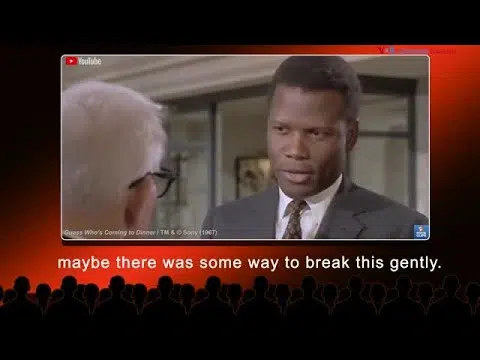 YouTube
Guess Who's Coming to Dinner / TM & © Sony (1967)
maybe there was some way to break this gently.